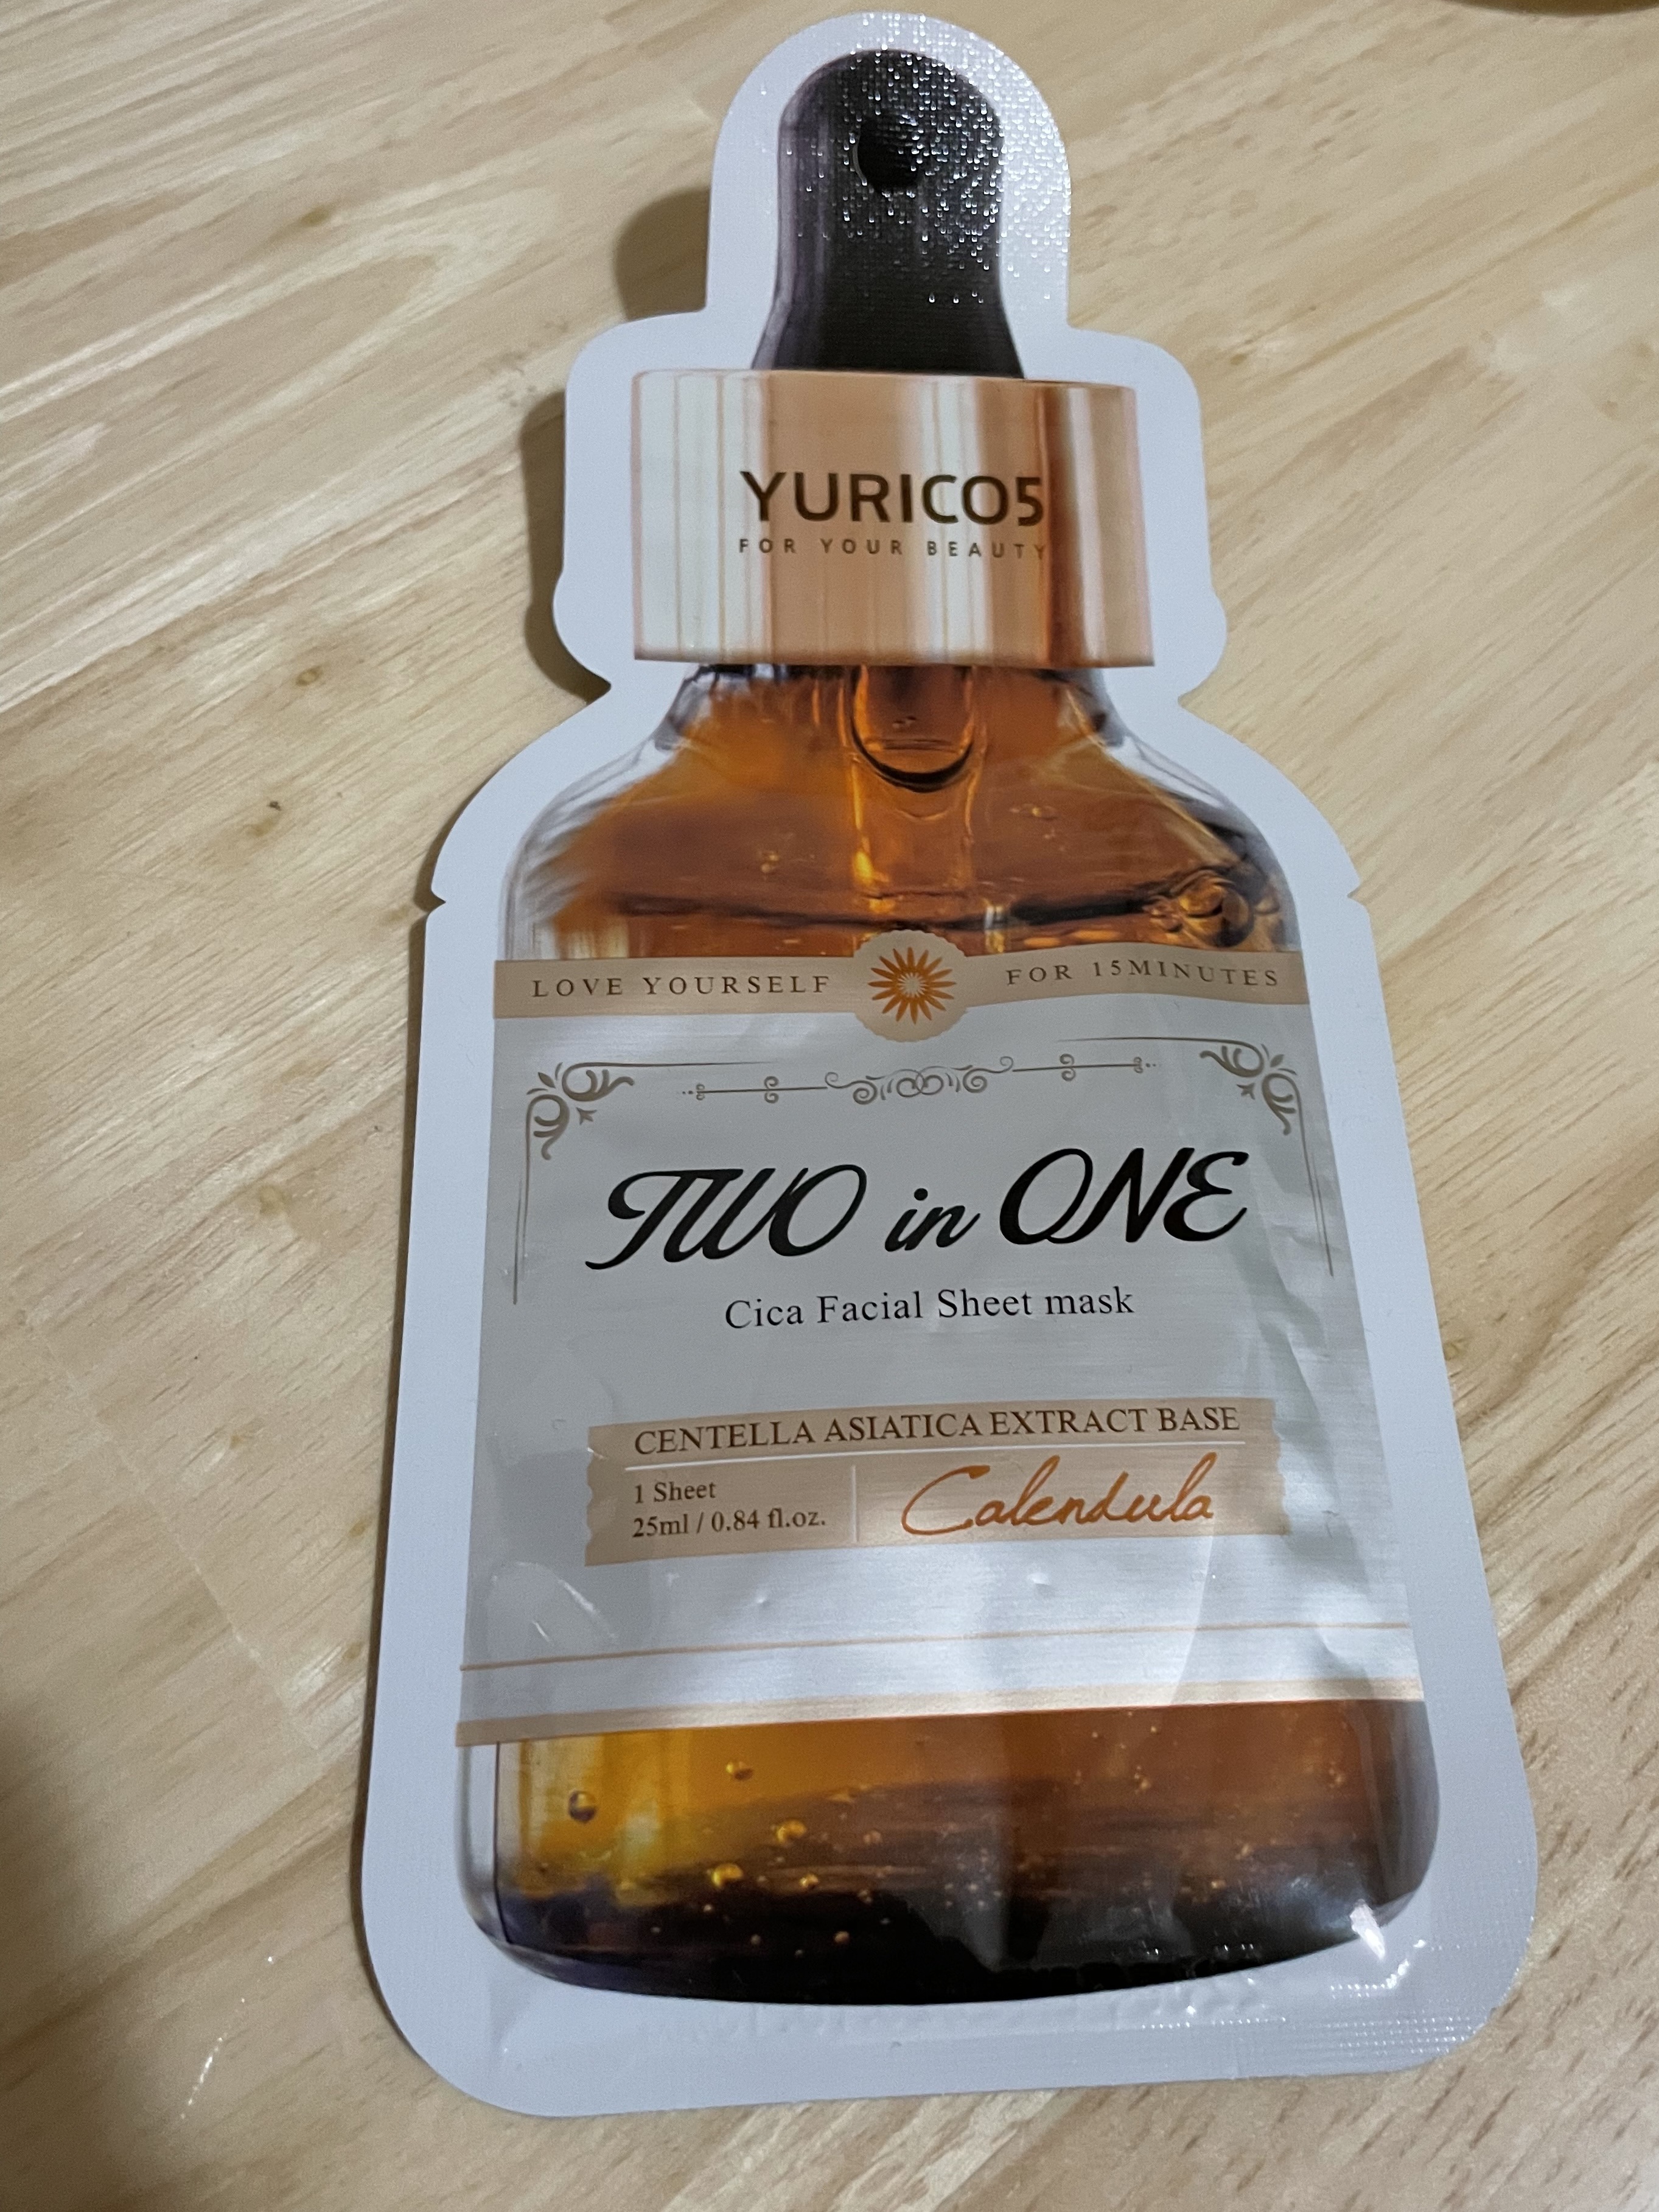 YURICO5
FOR YOUR BEAUTY
LOVE YOURSELF FOR 15MINUTES
TWO in ONE
Cica Facial Sheet mask
CENTELLA ASIATICA EXTRACT BASE
1 Sheet
25ml / 0.84 fl.oz.
Calendula